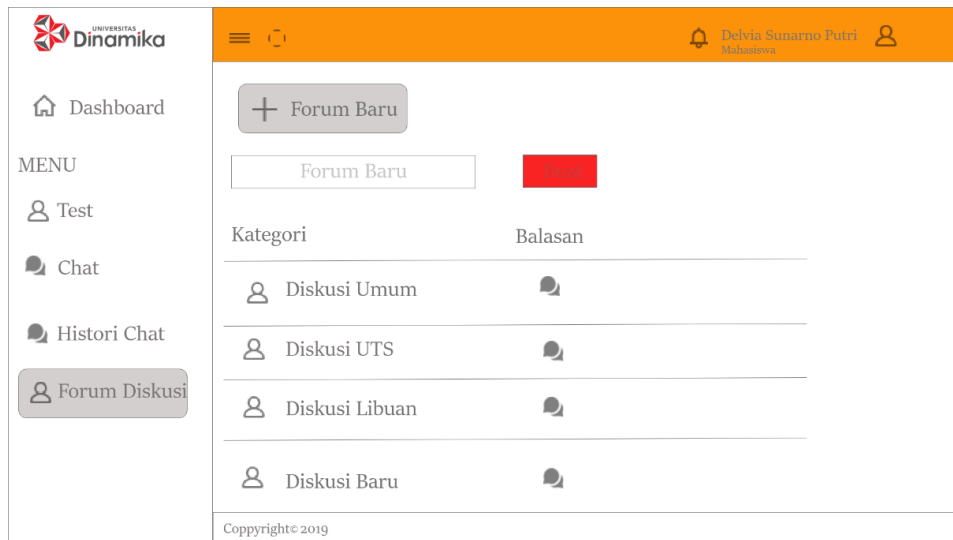 UNIVERSITAS
Dinamika
Delvia Sunarno Putri
Mahasiswa
Dashboard
MENU
Test
Chat
Histori Chat
Forum Diskusi
Forum Baru
Forum Baru
Kategori
Balasan
Diskusi Umum
Diskusi UTS
Diskusi Libuan
Diskusi Baru
Coppyright© 2019